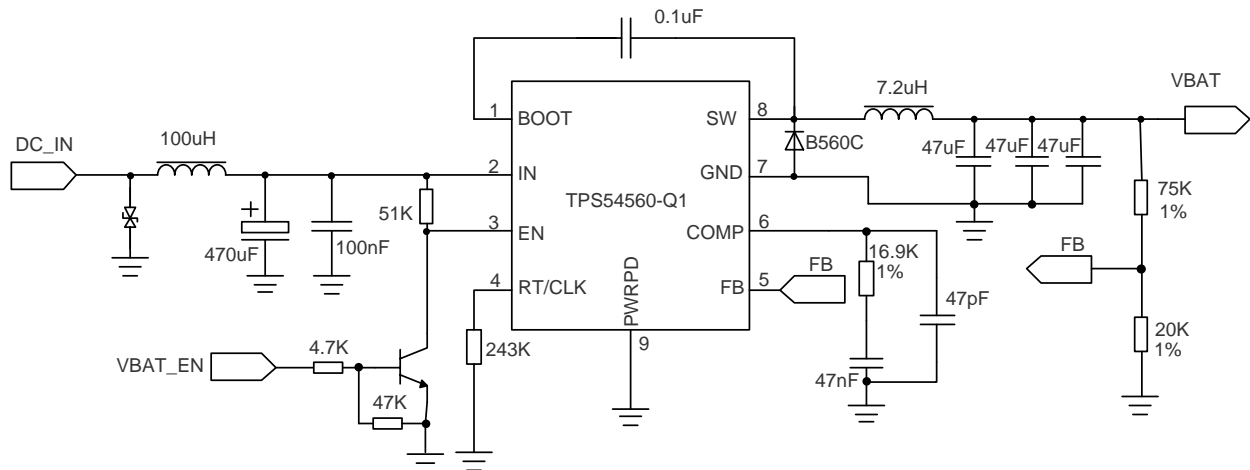 0.1uF
VBAT
7.2uH
1
BOOT
SW
8
B560C
DC_IN
100uH
47uF
47uF
47uF
2
IN
GND
7
TPS54560-Q1
75K
1%
51K
+
470uF
100nF
3
EN
COMP
6
16.9K
1%
FB
FB
4
RT/CLK
PWRPD
FB
5
47pF
243K
9
20K
1%
VBAT_EN
4.7K
47nF
47K